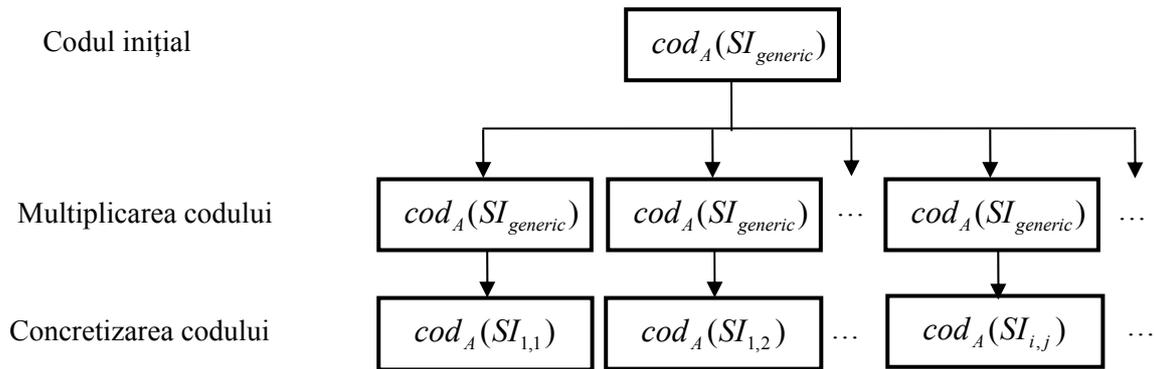 Codul inițial cod_A(SI_generic)
Multiplicarea codului cod_A(SI_generic) cod_A(SI_generic) ... cod_A(SI_generic) ...
Concretizarea codului cod_A(SI_1,1) cod_A(SI_1,2) ... cod_A(SI_i,j) ...